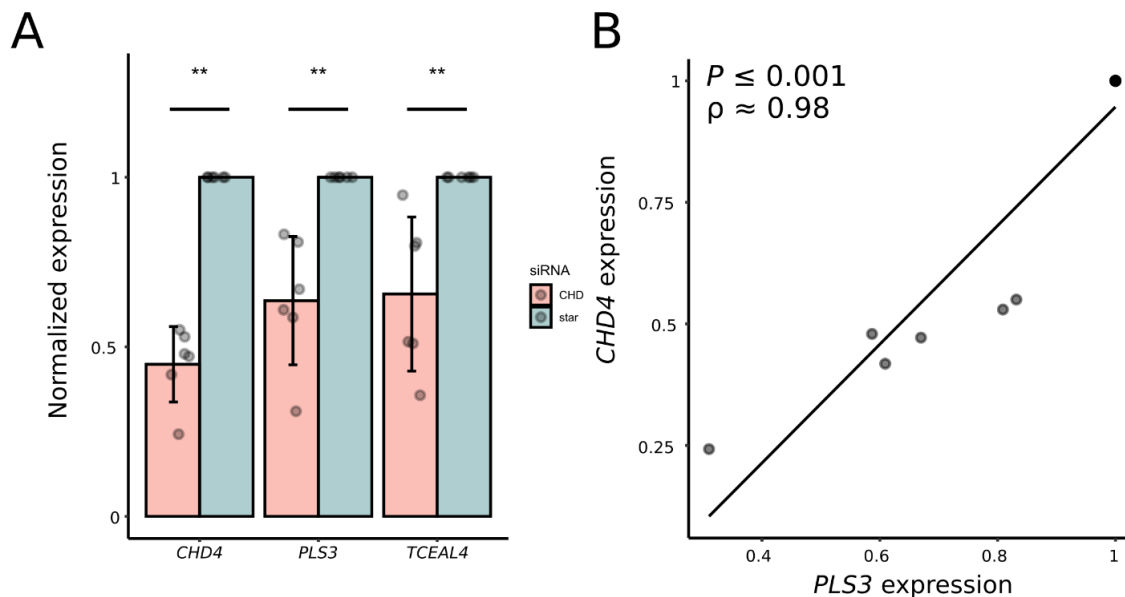 A
**
**
**
Normalized expression
1
0.5
0
CHD4
PLS3
TCEAL4
siRNA
CHD
star
B
P ≤ 0.001
ρ ≈ 0.98
CHD4 expression
1
0.75
0.5
0.25
0.4
0.6
0.8
1
PLS3 expression